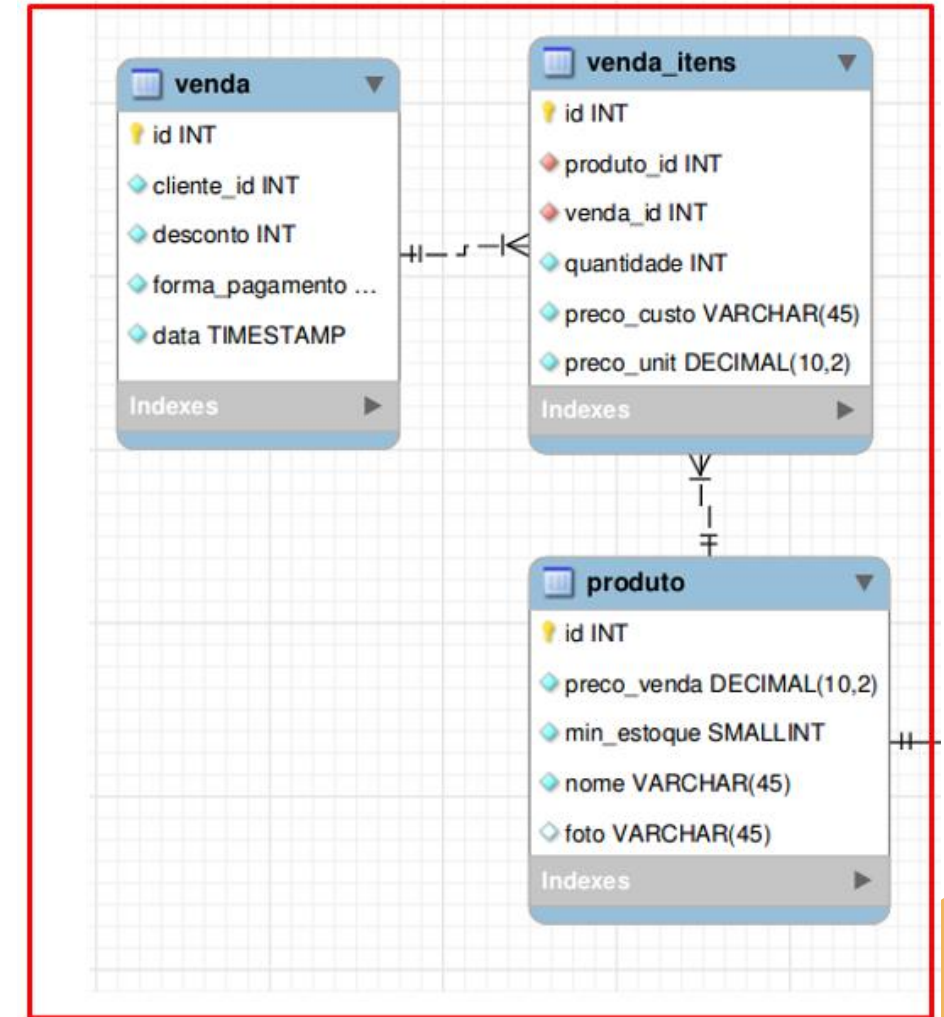 venda
id INT
cliente_id INT
desconto INT
forma_pagamento ...
data TIMESTAMP
Indexes
venda_itens
id INT
produto_id INT
venda_id INT
quantidade INT
preco_custo VARCHAR(45)
preco_unit DECIMAL(10,2)
Indexes
produto
id INT
preco_venda DECIMAL(10,2)
min_estoque SMALLINT
nome VARCHAR(45)
foto VARCHAR(45)
Indexes